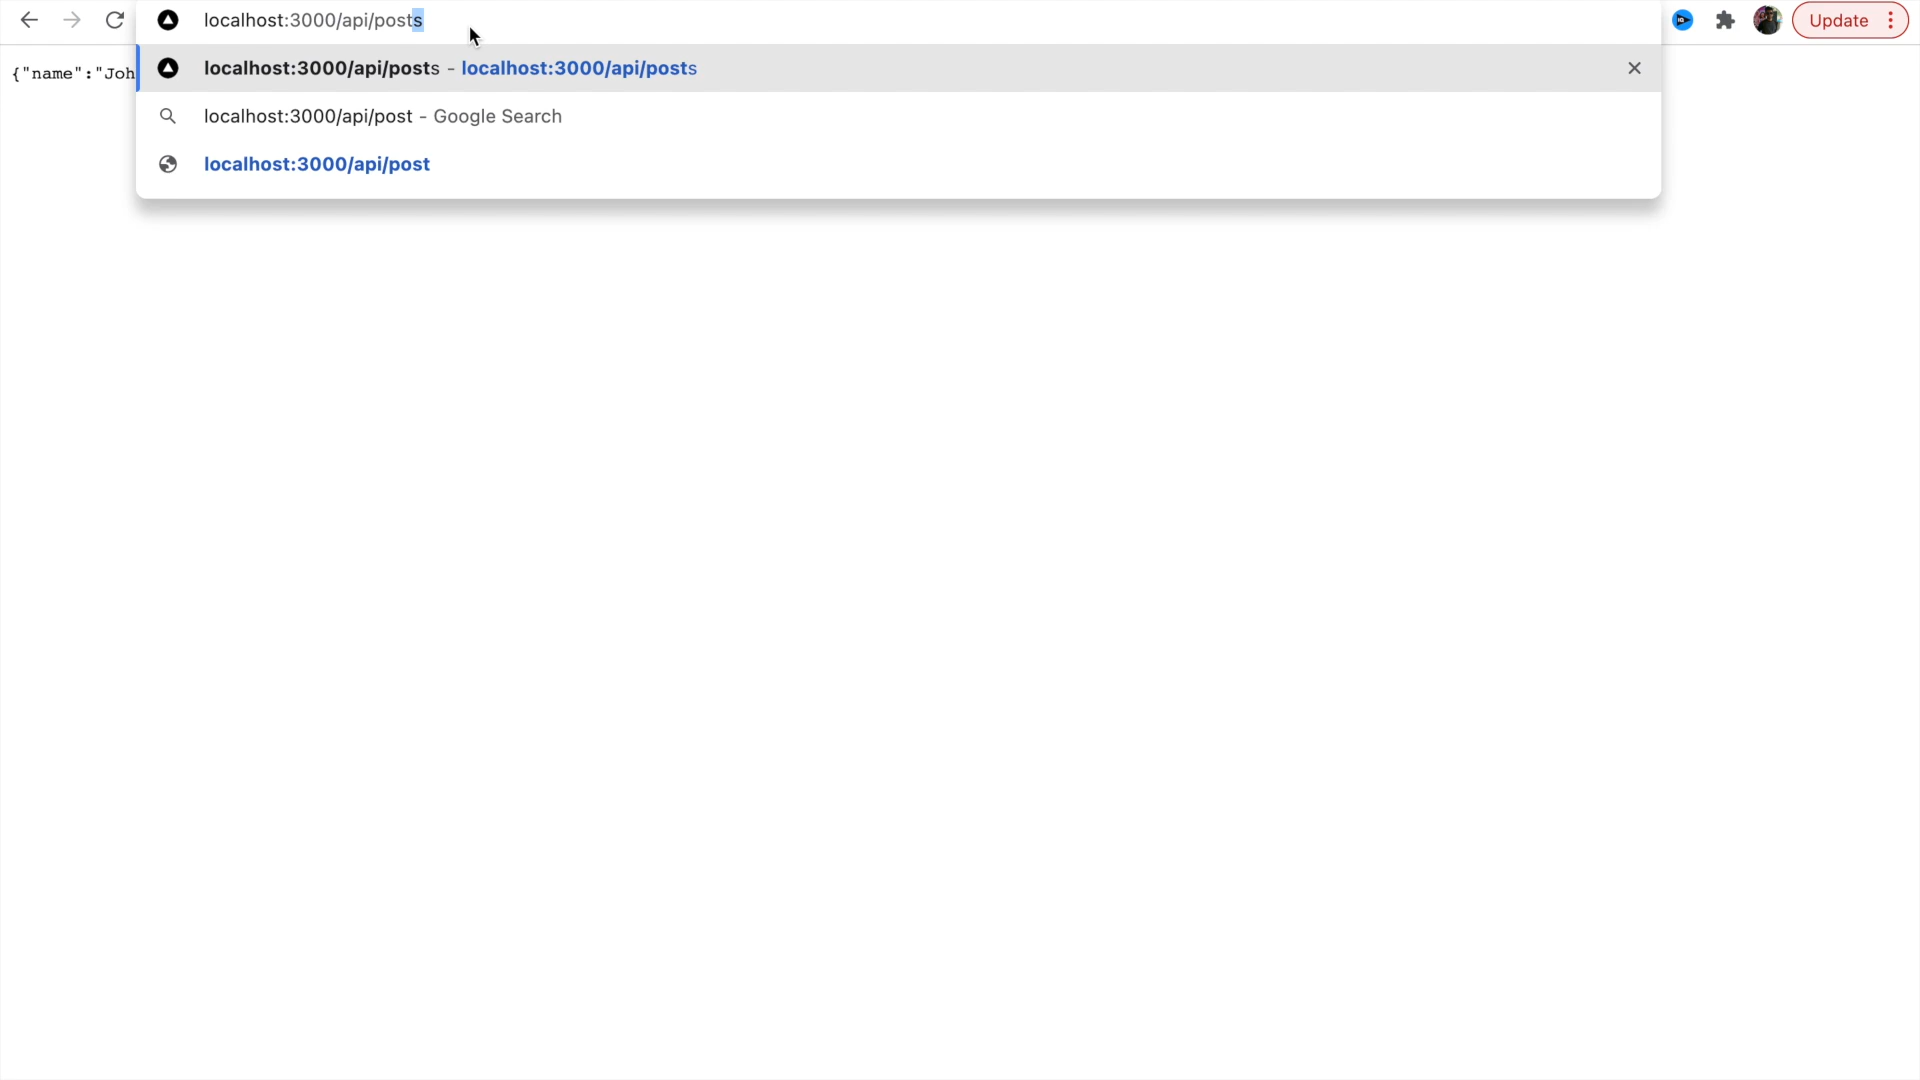 localhost:3000/api/posts
Update
localhost:3000/api/posts - localhost:3000/api/posts
{"name":"Joh
localhost:3000/api/post - Google Search
localhost:3000/api/post